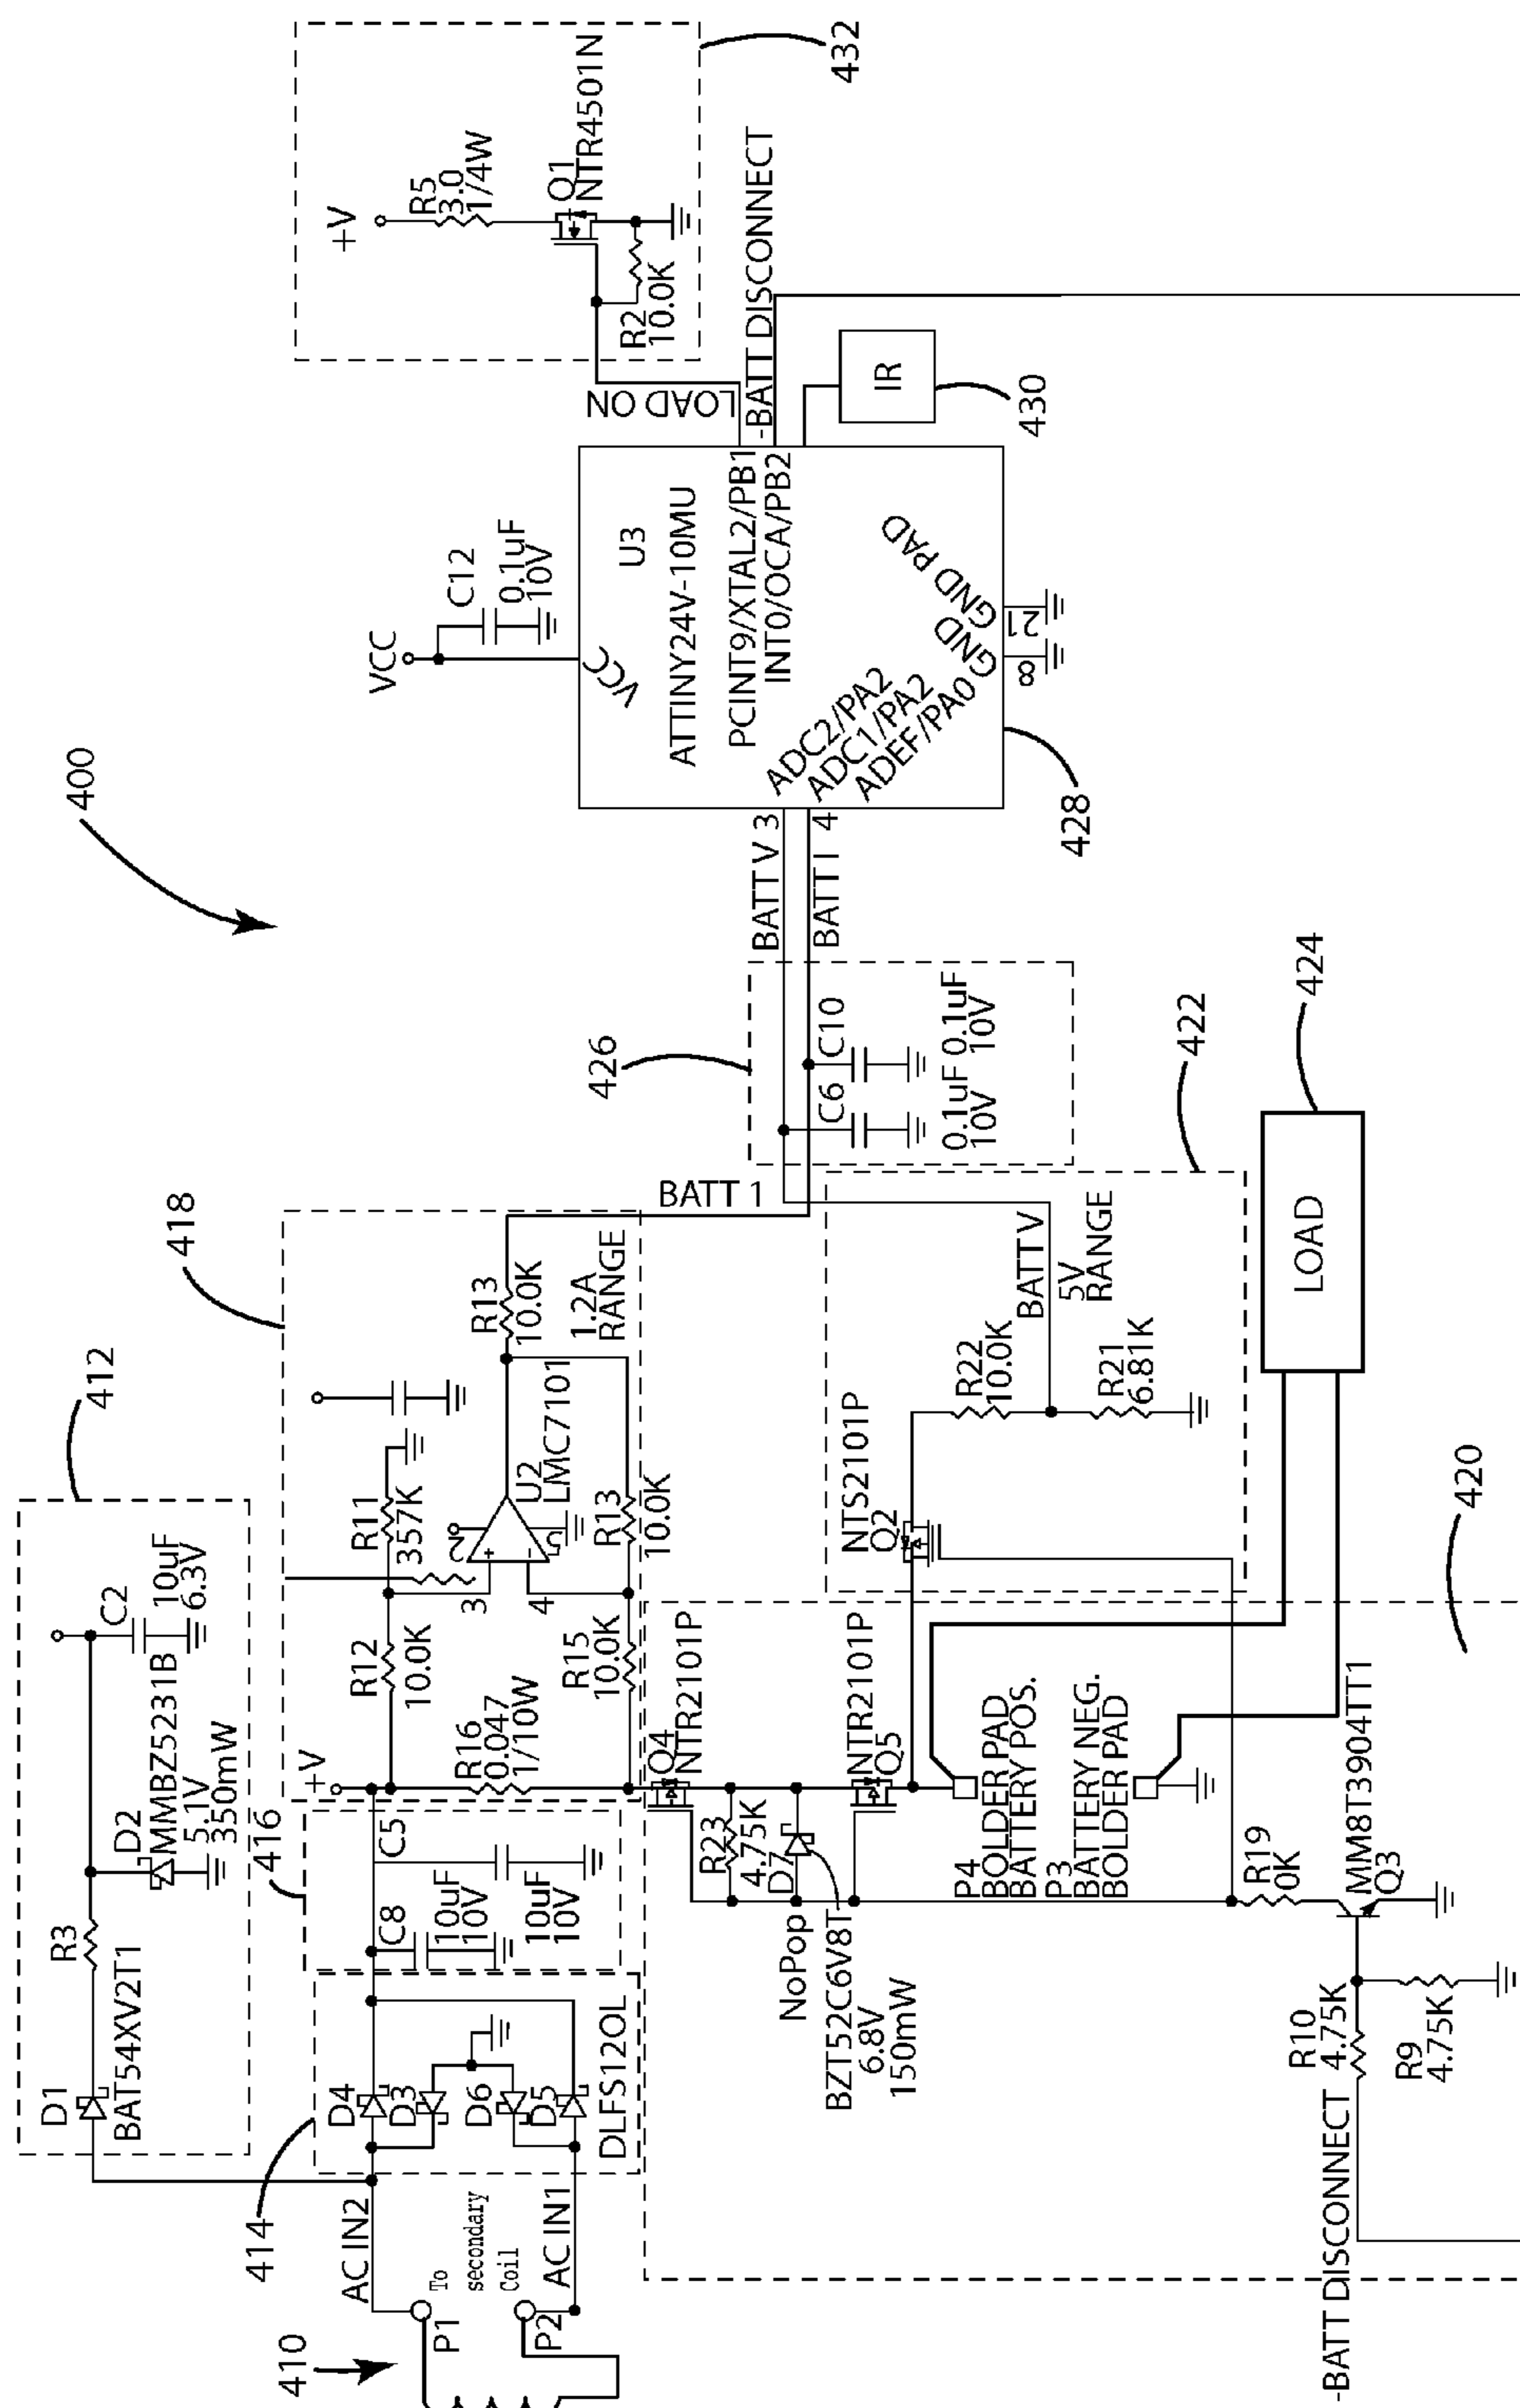 400
412
D1
BAT54XV2T1
R3
D2
MMBZ5231B
5.1V
350mW
C2
10uF
6.3V
410
P1
P2
To
secondary
Coil
AC IN2
AC IN1
414
D4
D3
D6
D5
DLFS12OL
416
C8
10uF
10V
C5
10uF
10V
418
+V
R12
10.0K
R11
357K
R16
0.047
1/10W
R15
10.0K
2
3
4
5
+
-
U2
LMC7101
R13
10.0K
R13
10.0K
1.2A
RANGE
BATT 1
420
Q4
NTR2101P
R23
4.75K
D7
NoPop
BZT52C6V8T
6.8V
150mW
NTR2101P
Q5
P4
BOLDER PAD
BATTERY POS.
P3
BATTERY NEG.
BOLDER PAD
R19
0K
MM8T3904TT1
Q3
R10
4.75K
R9
4.75K
-BATT DISCONNECT
422
NTS2101P
Q2
R22
10.0K
R21
6.81K
BATT V
5V
RANGE
LOAD
424
426
C6
0.1uF
10V
C10
0.1uF
10V
BATT V 3
BATT I 4
VCC
C12
0.1uF
10V
VCC
U3
ATTINY24V-10MU
PCINT9/XTAL2/PB1
INT0/OCA/PB2
ADC2/PA2
ADC1/PA2
ADEF/PA0
GND
GND PAD
8
21
428
LOAD ON
-BATT DISCONNECT
IR
430
+V
R5
3.0
1/4W
Q1
NTR4501N
R2
10.0K
432